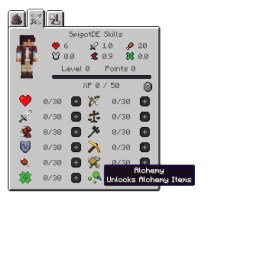 SpigotDE Skills
6 1.0 20
0.0 0.9 0.0
Level 0 Points 0
XP 0 / 50
0/30 + 0/30 +
0/30 + 0/30 +
0/30 + 0/30 +
0/30 + 0/30 +
0/30 + 0/30 +
0/30 +
Alchemy
Unlocks Alchemy Items